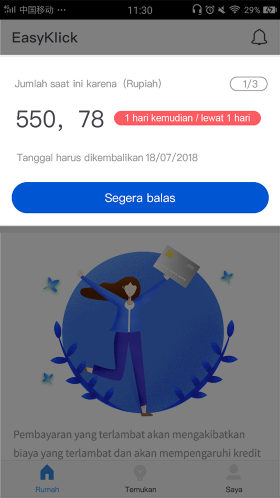 中国移动 ··· 11:30 29%
EasyKlick
Jumlah saat ini karena（Rupiah） 1/3
550，78 1 hari kemudian / lewat 1 hari
Tanggal harus dikembalikan 18/07/2018
Segera balas
Pembayaran yang terlambat akan mengakibatkan
biaya yang terlambat dan akan mempengaruhi kredit
Rumah Temukan Saya